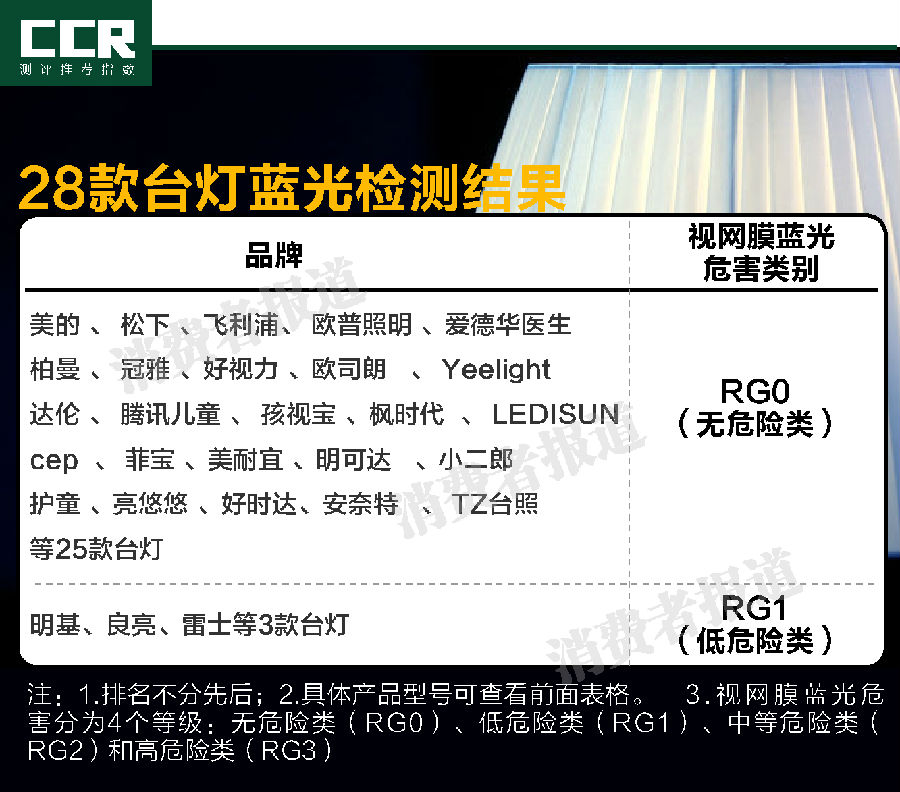 CCR
测评推荐指数
28款台灯蓝光检测结果
品牌
视网膜蓝光
危害类别
美的 、 松下 、飞利浦、 欧普照明 、爱德华医生
柏曼 、 冠雅 、好视力 、欧司朗 、 Yeelight
达伦 、 腾讯儿童 、 孩视宝 、枫时代 、 LEDISUN
cep 、 菲宝 、美耐宜 、明可达 、小二郎
护童 、亮悠悠 、好时达、安奈特 、 TZ台照
等25款台灯
RG0
（无危险类）
明基、良亮、雷士等3款台灯
RG1
（低危险类）
消费者报道
消费者报道
消费者报道
注：1.排名不分先后；2.具体产品型号可查看前面表格。 3.视网膜蓝光危
害分为4个等级：无危险类（RG0）、低危险类（RG1）、中等危险类（
RG2）和高危险类（RG3）